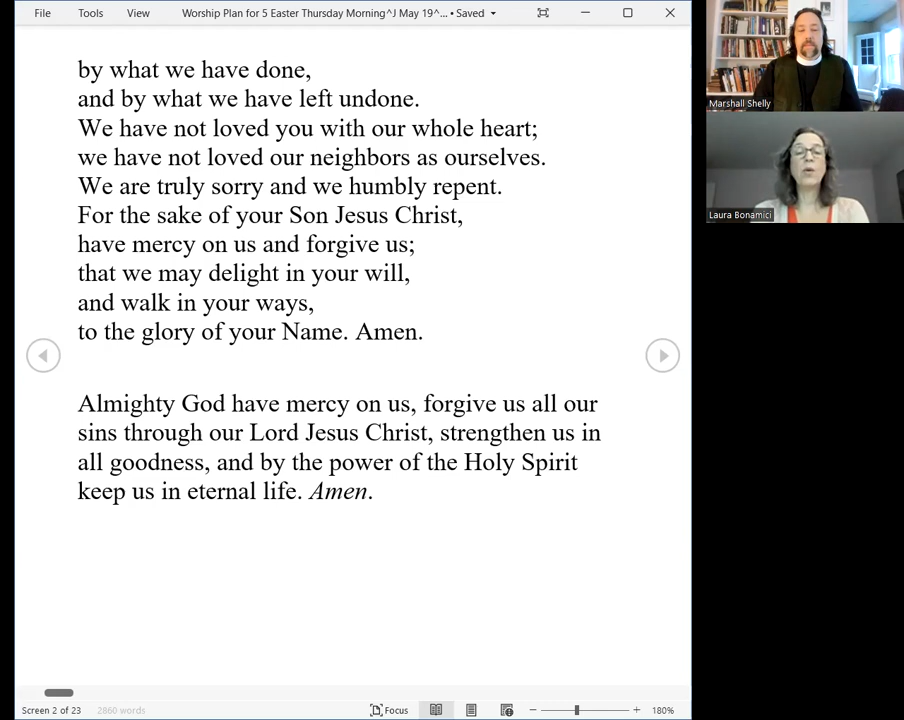 File Tools View Worship Plan for 5 Easter Thursday Morning^J May 19^... • Saved
by what we have done,
and by what we have left undone.
We have not loved you with our whole heart;
we have not loved our neighbors as ourselves.
We are truly sorry and we humbly repent.
For the sake of your Son Jesus Christ,
have mercy on us and forgive us;
that we may delight in your will,
and walk in your ways,
to the glory of your Name. Amen.
Almighty God have mercy on us, forgive us all our
sins through our Lord Jesus Christ, strengthen us in
all goodness, and by the power of the Holy Spirit
keep us in eternal life. Amen.
Screen 2 of 23 2860 words Focus 180%
Marshall Shelly
Laura Bonamici